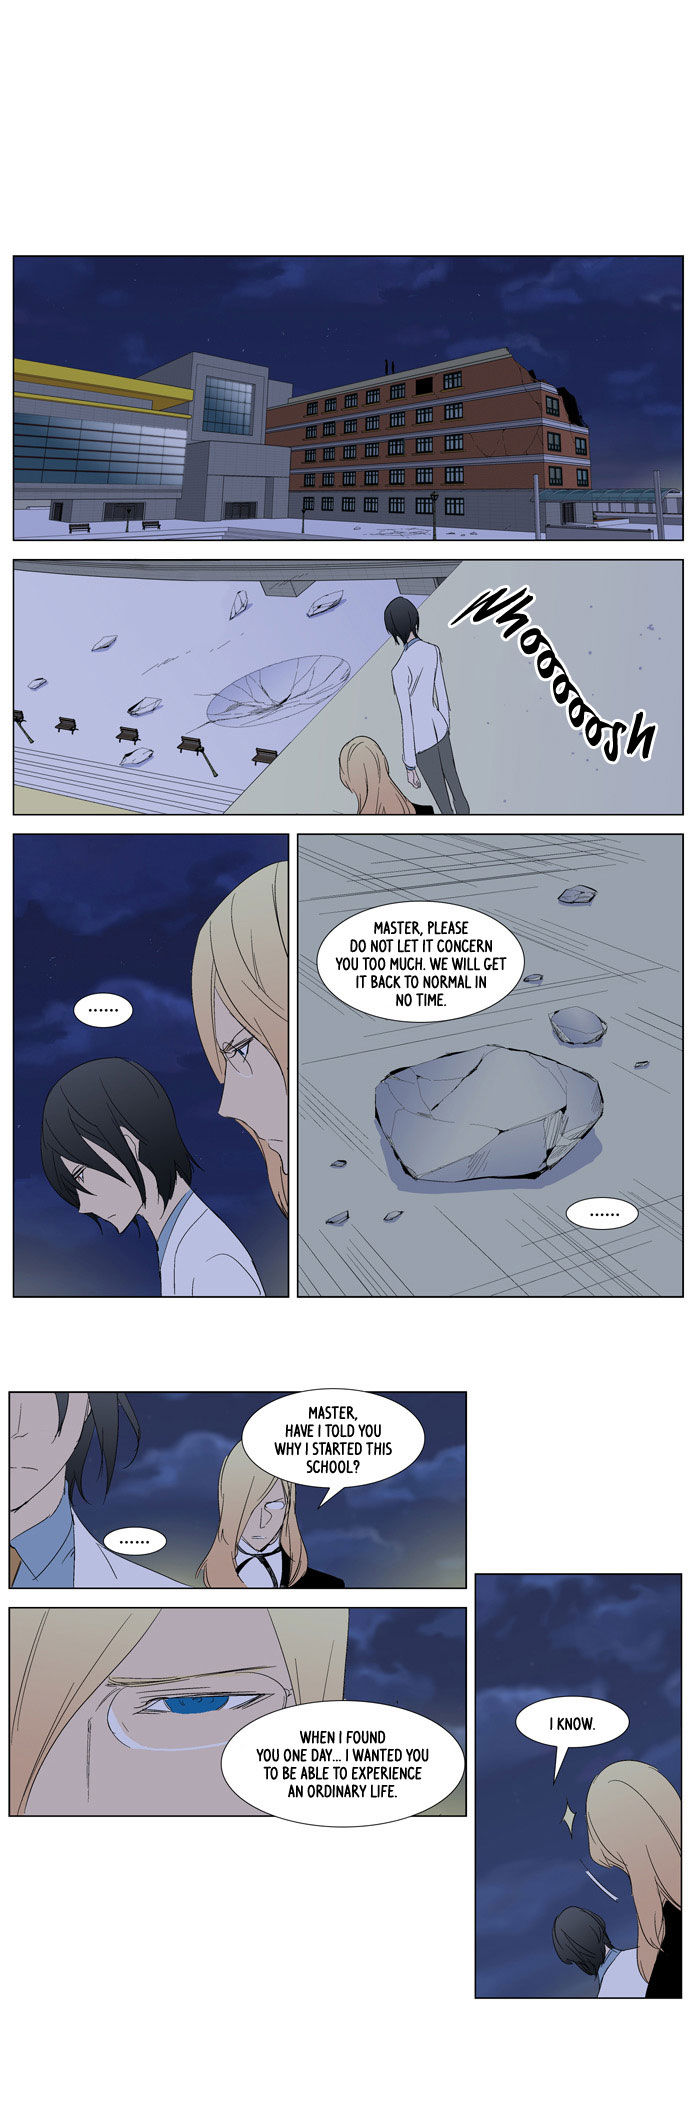 Whooooosh
......
MASTER, PLEASE
DO NOT LET IT CONCERN
YOU TOO MUCH. WE WILL GET
IT BACK TO NORMAL IN
NO TIME.
......
MASTER,
HAVE I TOLD YOU
WHY I STARTED THIS
SCHOOL?
......
WHEN I FOUND
YOU ONE DAY... I WANTED YOU
TO BE ABLE TO EXPERIENCE
AN ORDINARY LIFE.
I KNOW.